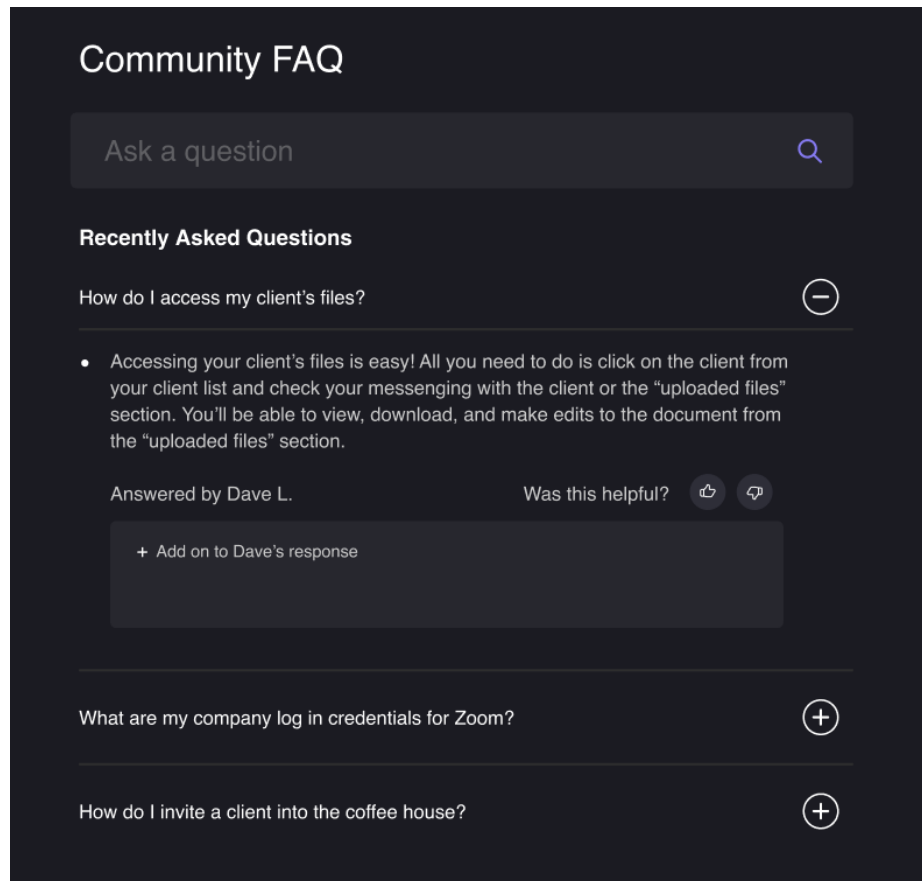 Community FAQ
Ask a question
Recently Asked Questions
How do I access my client’s files?
Accessing your client’s files is easy! All you need to do is click on the client from
your client list and check your messenging with the client or the “uploaded files”
section. You’ll be able to view, download, and make edits to the document from
the “uploaded files” section.
Answered by Dave L. Was this helpful?
+ Add on to Dave’s response
What are my company log in credentials for Zoom?
How do I invite a client into the coffee house?